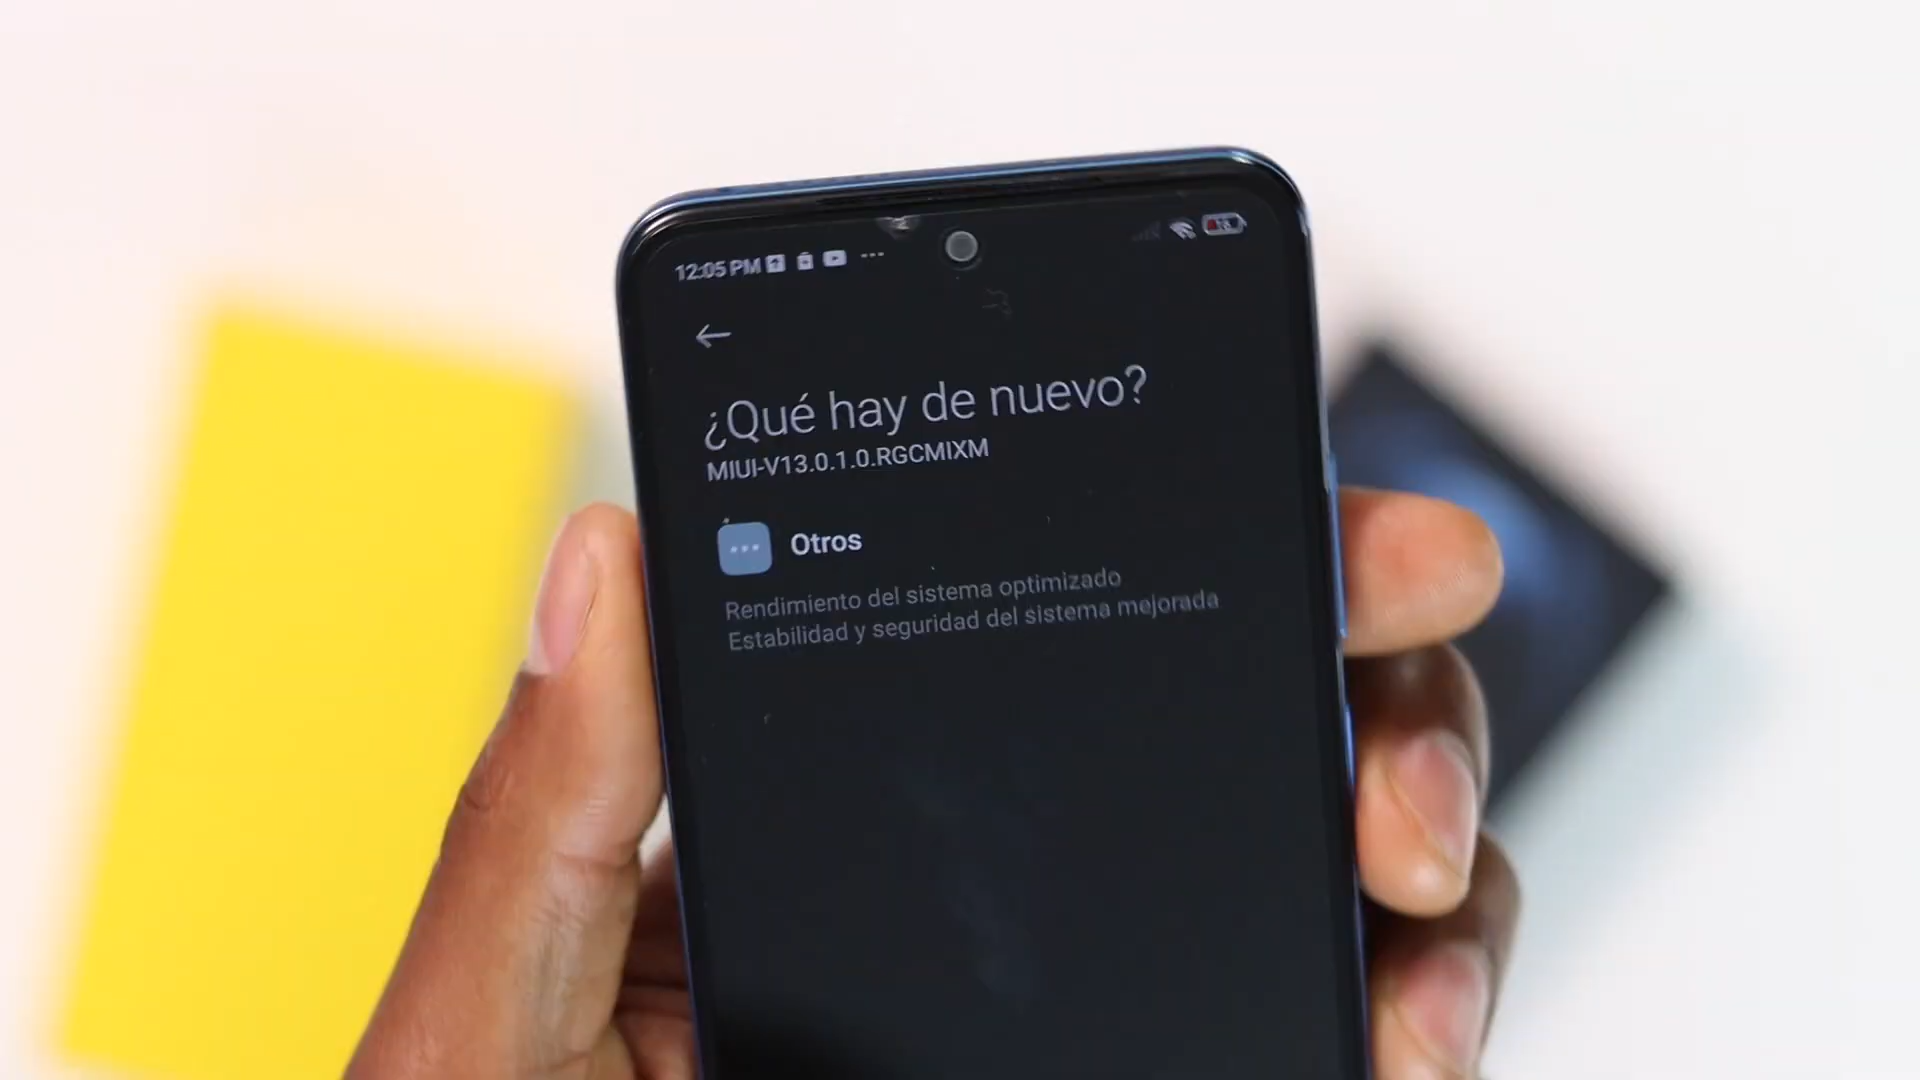 12:05 PM
¿Qué hay de nuevo?
MIUI-V13.0.1.0.RGCMIXM
Otros
Rendimiento del sistema optimizado
Estabilidad y seguridad del sistema mejorada